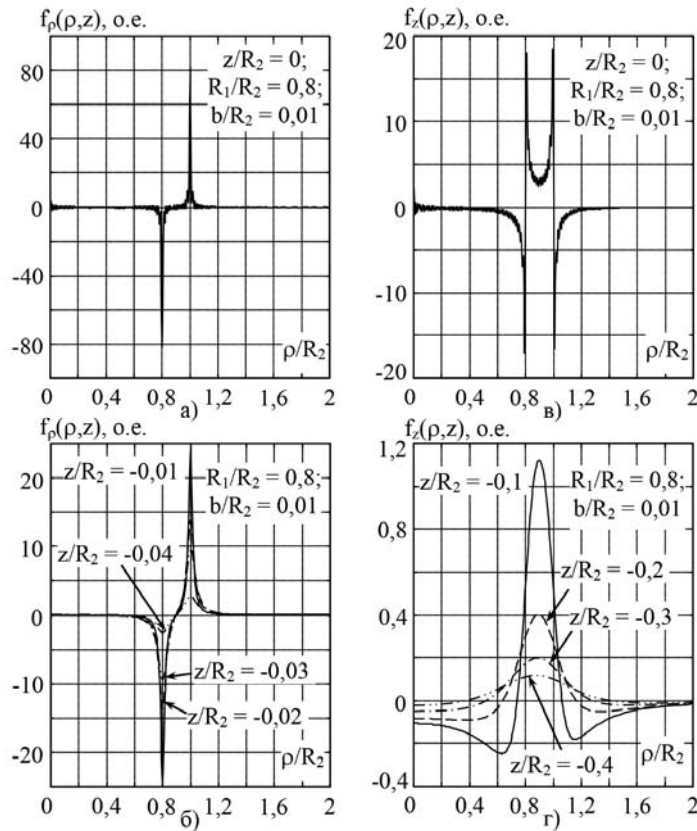 f_ρ(ρ,z), о.е.
80
40
0
-40
-80
z/R₂ = 0;
R₁/R₂ = 0,8;
b/R₂ = 0,01
ρ/R₂
0 0,4 0,8 1,2 1,6 2
а)
f_z(ρ,z), о.е.
20
10
0
-10
-20
z/R₂ = 0;
R₁/R₂ = 0,8;
b/R₂ = 0,01
ρ/R₂
0 0,4 0,8 1,2 1,6 2
в)
f_ρ(ρ,z), о.е.
20
10
0
-10
-20
z/R₂ = -0,01
R₁/R₂ = 0,8;
b/R₂ = 0,01
z/R₂ = -0,04
z/R₂ = -0,03
z/R₂ = -0,02
ρ/R₂
0 0,4 0,8 1,2 1,6 2
б)
f_z(ρ,z), о.е.
1,2
0,8
0,4
0
-0,4
z/R₂ = -0,1
R₁/R₂ = 0,8;
b/R₂ = 0,01
z/R₂ = -0,2
z/R₂ = -0,3
z/R₂ = -0,4
ρ/R₂
0 0,4 0,8 1,2 1,6 2
г)